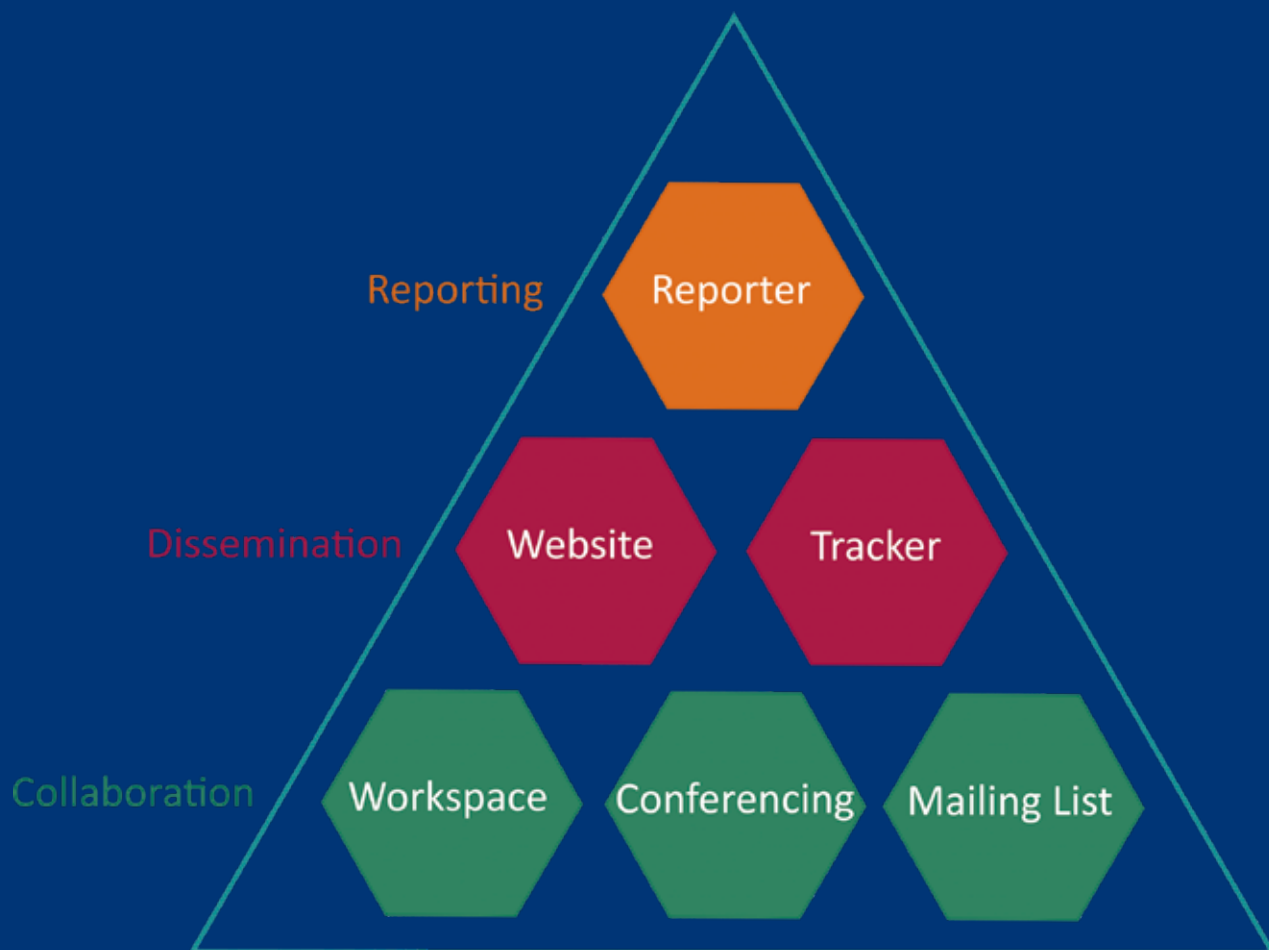 Reporting
Reporter
Dissemination
Website
Tracker
Collaboration
Workspace
Conferencing
Mailing List